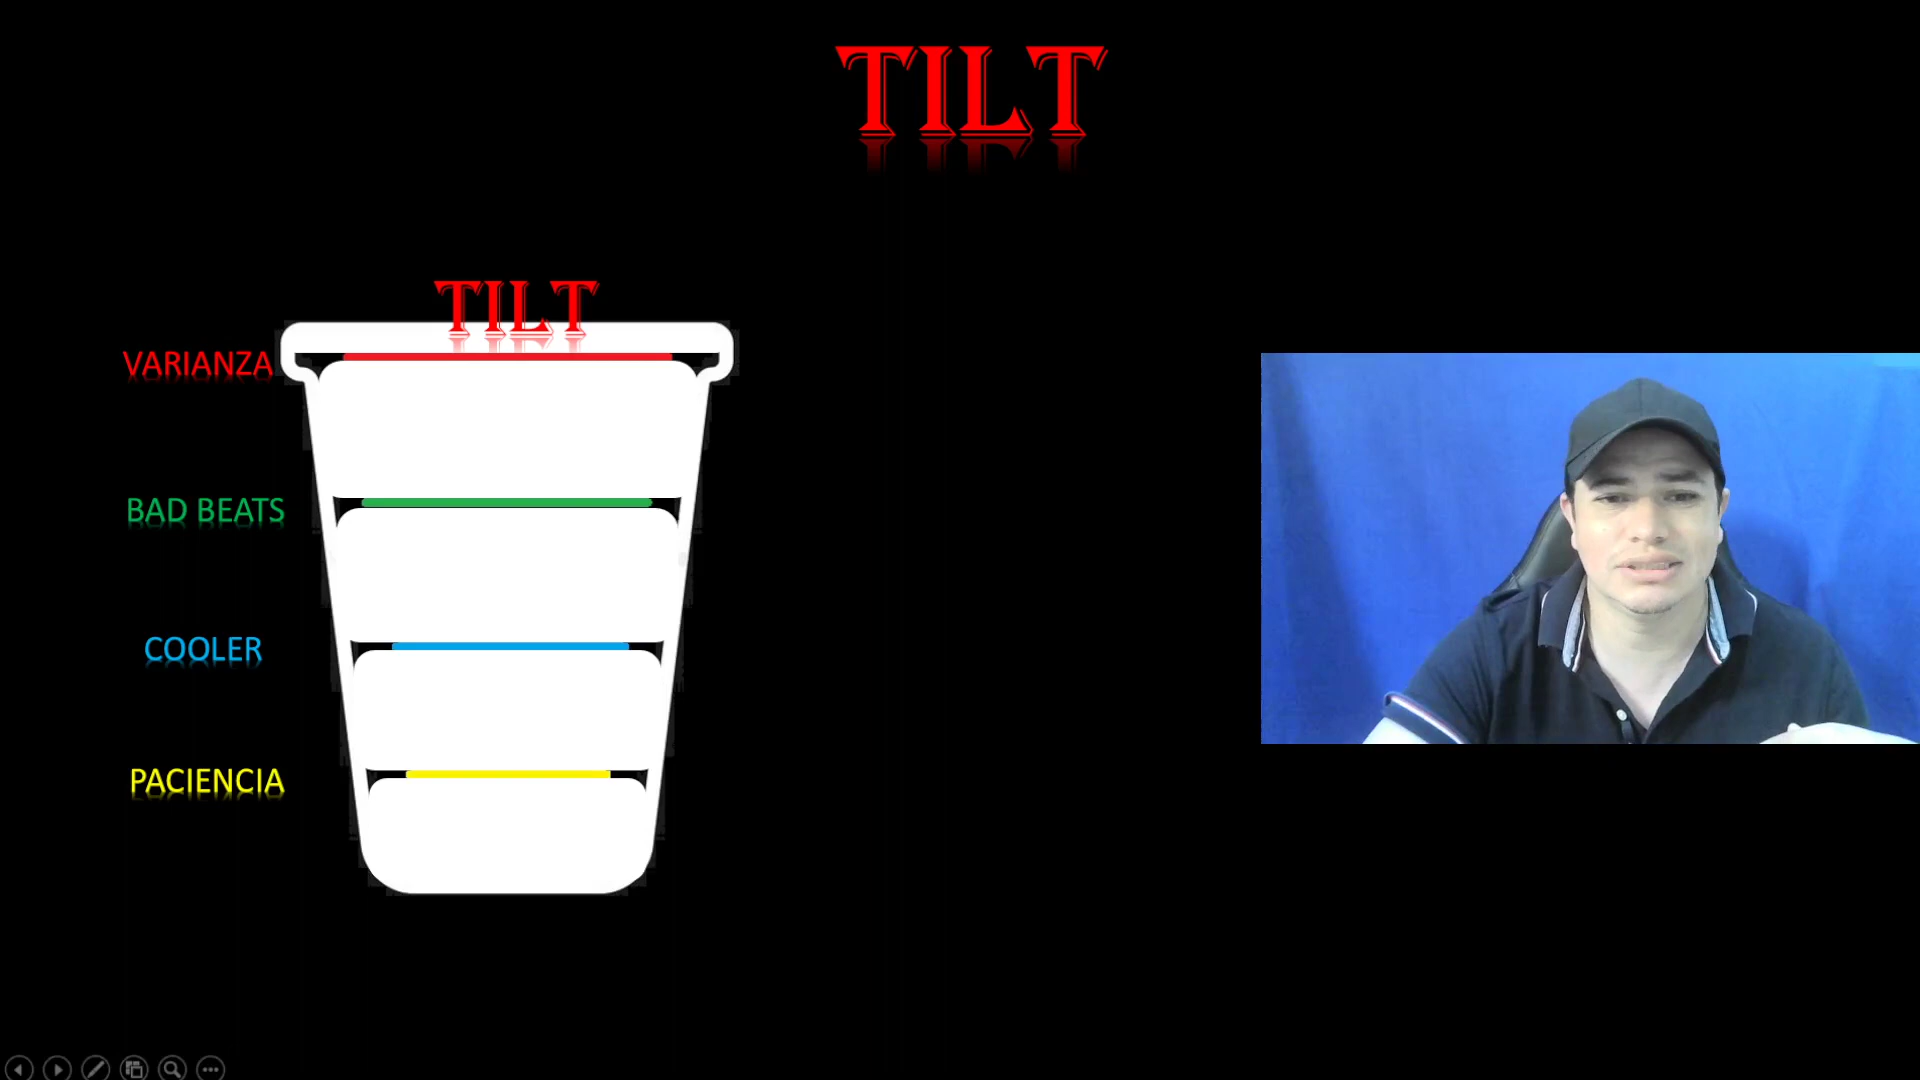 TILT
TILT
VARIANZA
BAD BEATS
COOLER
PACIENCIA